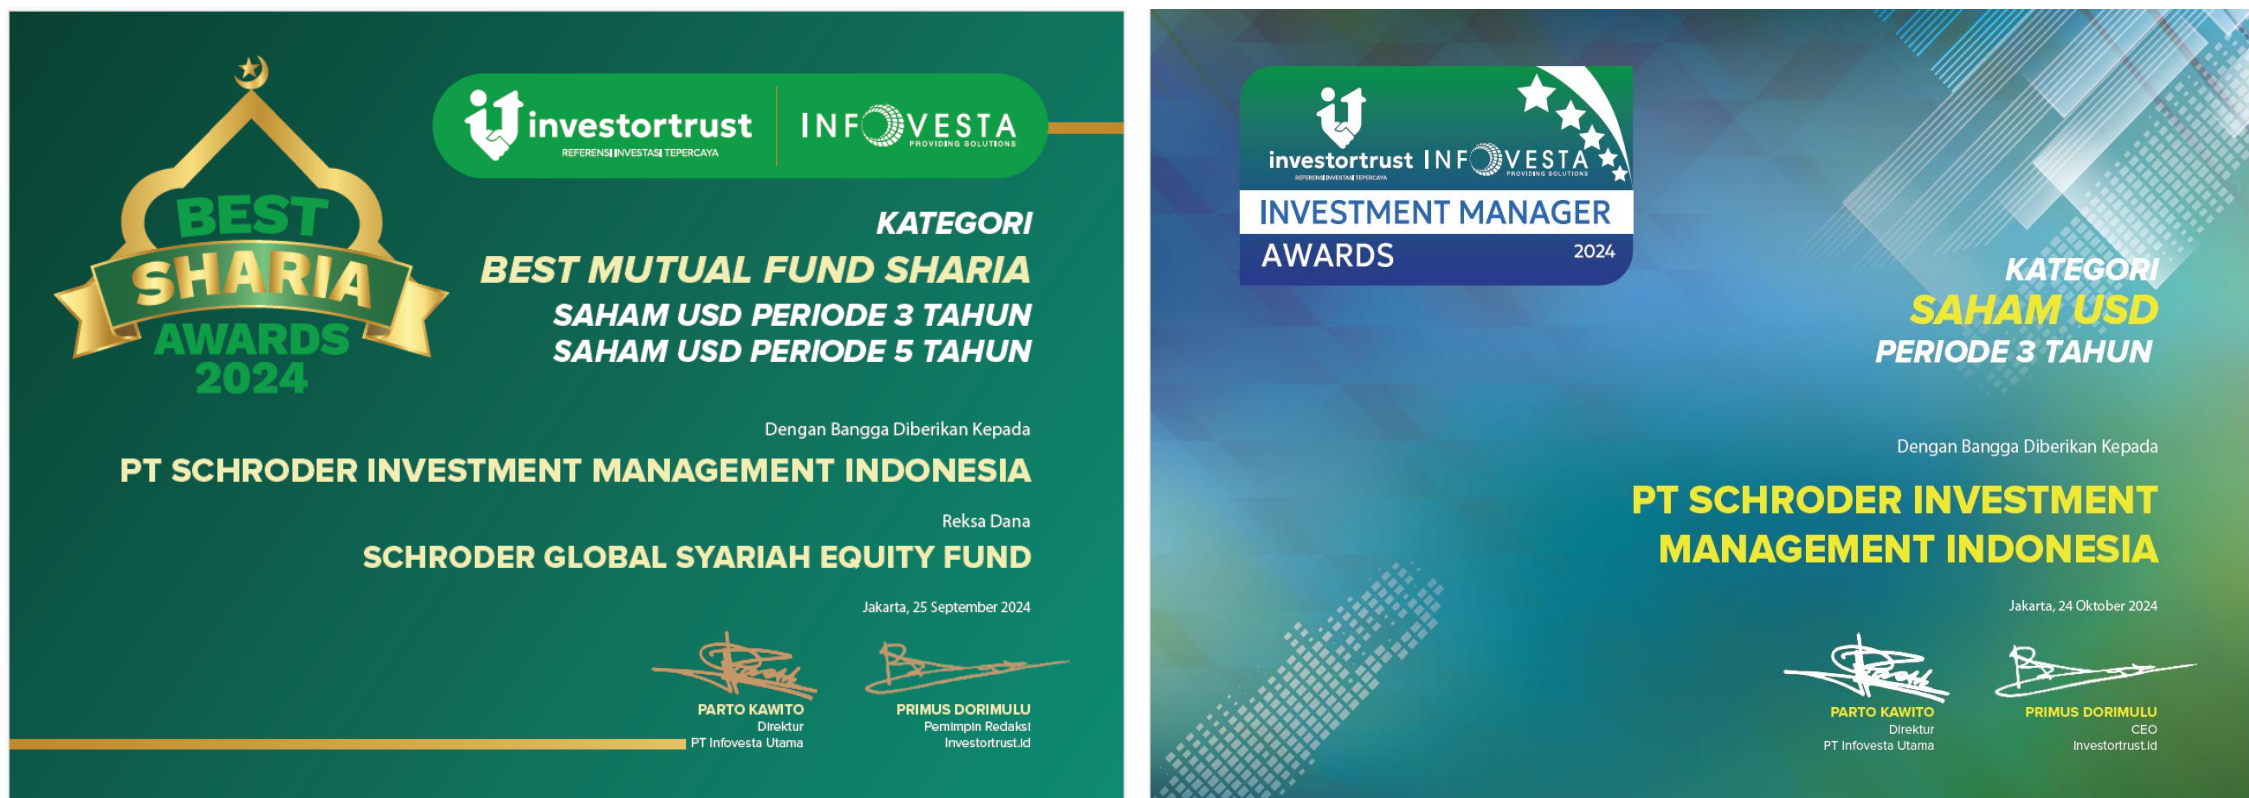 BEST
SHARIA
AWARDS
2024
investortrust
REFERENSI INVESTASI TEPERCAYA
INFOVESTA
PROVIDING SOLUTIONS
KATEGORI
BEST MUTUAL FUND SHARIA
SAHAM USD PERIODE 3 TAHUN
SAHAM USD PERIODE 5 TAHUN
Dengan Bangga Diberikan Kepada
PT SCHRODER INVESTMENT MANAGEMENT INDONESIA
Reksa Dana
SCHRODER GLOBAL SYARIAH EQUITY FUND
Jakarta, 25 September 2024
PARTO KAWITO
Direktur
PT Infovesta Utama
PRIMUS DORIMULU
Pemimpin Redaksi
Investortrust.id
investortrust
REFERENSI INVESTASI TEPERCAYA
INFOVESTA
PROVIDING SOLUTIONS
INVESTMENT MANAGER
AWARDS 2024
KATEGORI
SAHAM USD
PERIODE 3 TAHUN
Dengan Bangga Diberikan Kepada
PT SCHRODER INVESTMENT
MANAGEMENT INDONESIA
Jakarta, 24 Oktober 2024
PARTO KAWITO
Direktur
PT Infovesta Utama
PRIMUS DORIMULU
CEO
Investortrust.id